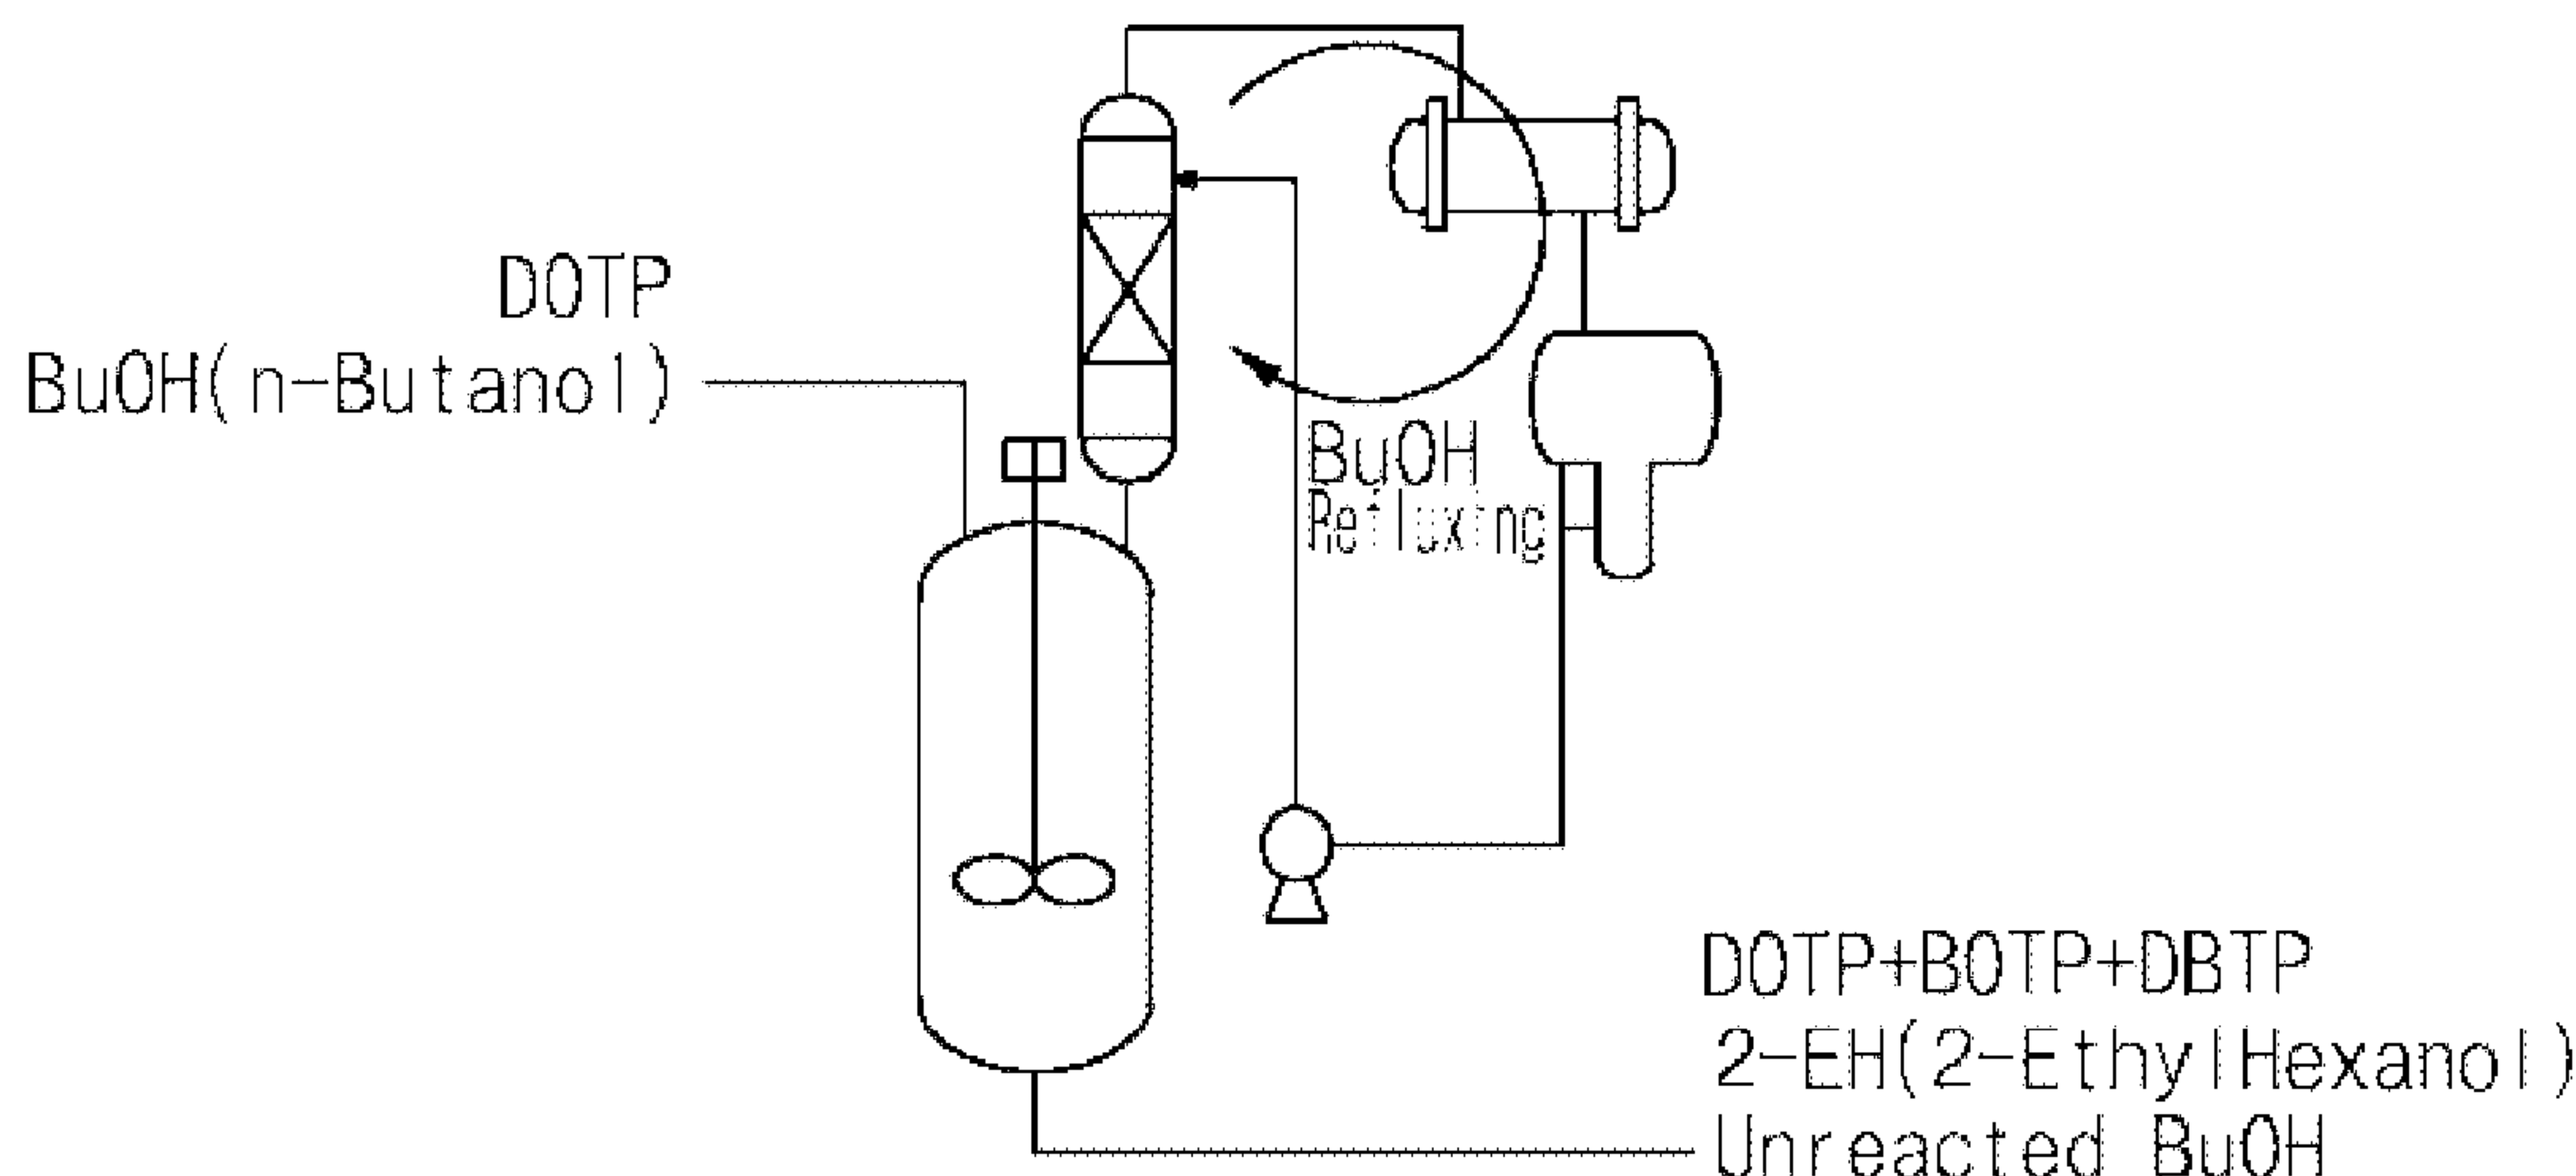 DOTP
BuOH(n-Butanol)
BuOH
Refluxing
DOTP+BOTP+DBTP
2-EH(2-EthylHexanol)
Unreacted BuOH